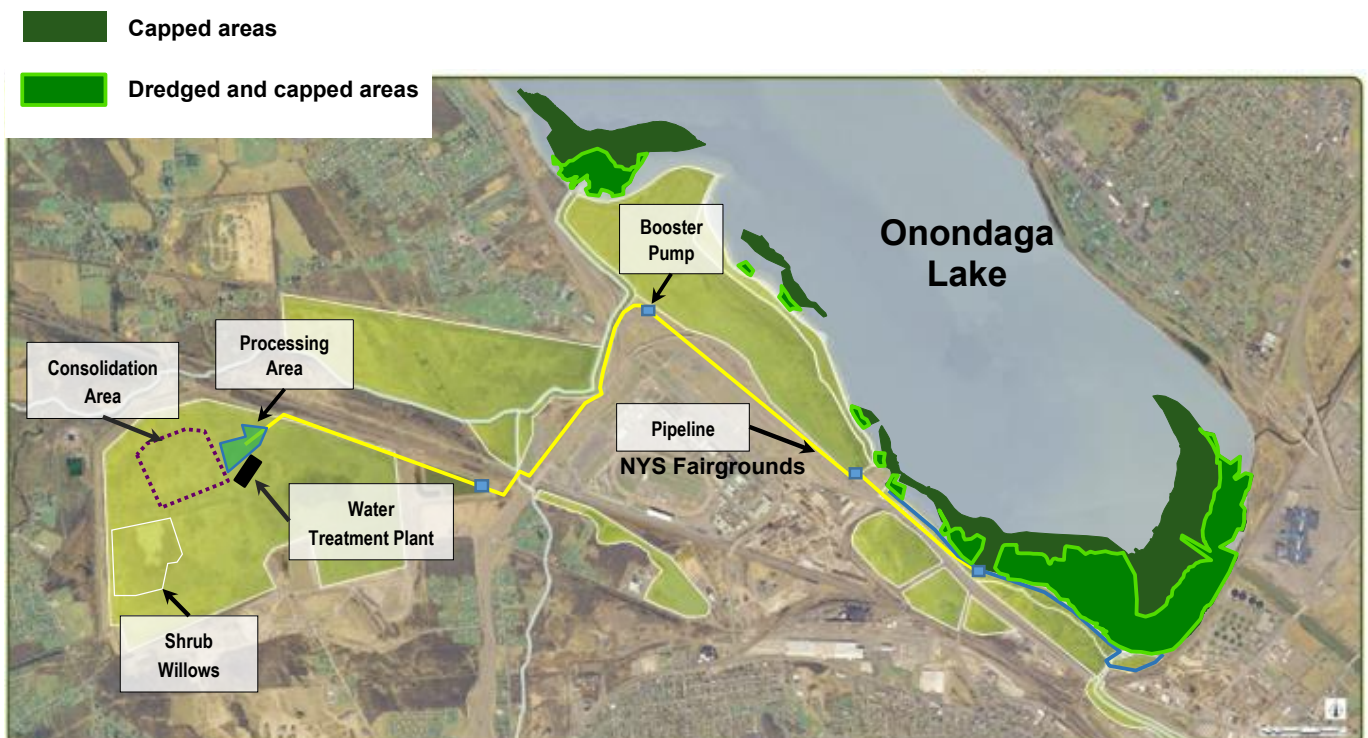 Capped areas
Dredged and capped areas
Onondaga
Lake
Booster
Pump
Processing
Area
Consolidation
Area
Pipeline
NYS Fairgrounds
Water
Treatment Plant
Shrub
Willows